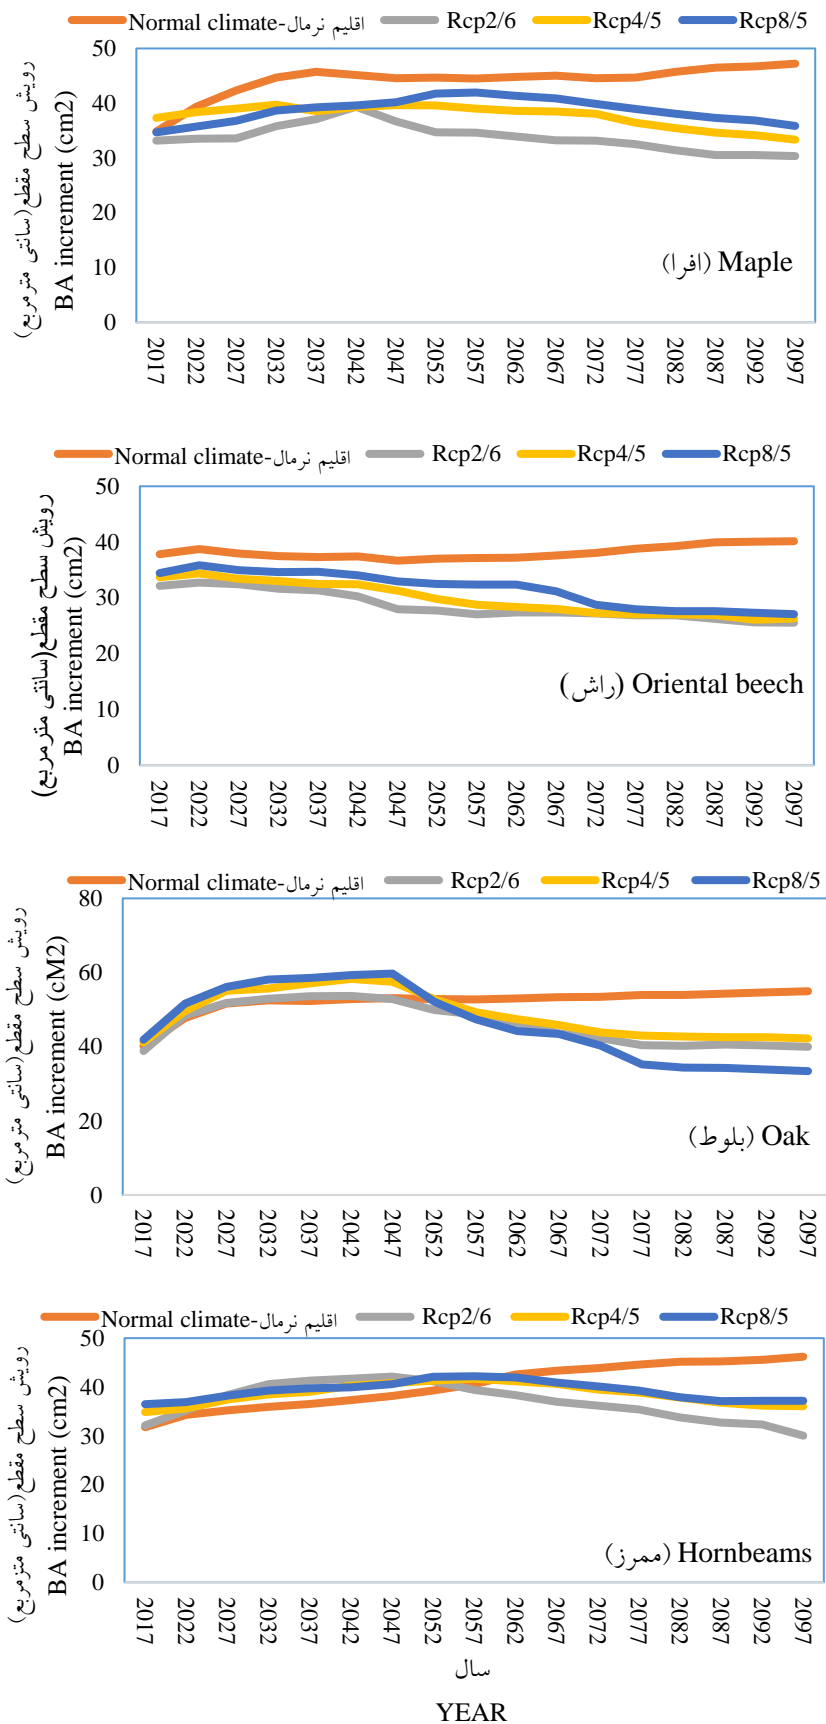 Normal climate-اقلیم نرمال Rcp2/6 Rcp4/5 Rcp8/5
رویش سطح مقطع(سانتی مترمربع)
BA increment (cm2)
50
40
30
20
10
0
Maple (افرا)
2017 2022 2027 2032 2037 2042 2047 2052 2057 2062 2067 2072 2077 2082 2087 2092 2097
Normal climate-اقلیم نرمال Rcp2/6 Rcp4/5 Rcp8/5
رویش سطح مقطع(سانتی مترمربع)
BA increment (cm2)
50
40
30
20
10
0
Oriental beech (راش)
2017 2022 2027 2032 2037 2042 2047 2052 2057 2062 2067 2072 2077 2082 2087 2092 2097
Normal climate-اقلیم نرمال Rcp2/6 Rcp4/5 Rcp8/5
رویش سطح مقطع(سانتی مترمربع)
BA increment (cM2)
80
60
40
20
0
Oak (بلوط)
2017 2022 2027 2032 2037 2042 2047 2052 2057 2062 2067 2072 2077 2082 2087 2092 2097
Normal climate-اقلیم نرمال Rcp2/6 Rcp4/5 Rcp8/5
رویش سطح مقطع(سانتی متزمربع)
BA increment (cm2)
50
40
30
20
10
0
Hornbeams (ممرز)
2017 2022 2027 2032 2037 2042 2047 2052 2057 2062 2067 2072 2077 2082 2087 2092 2097
سال
YEAR